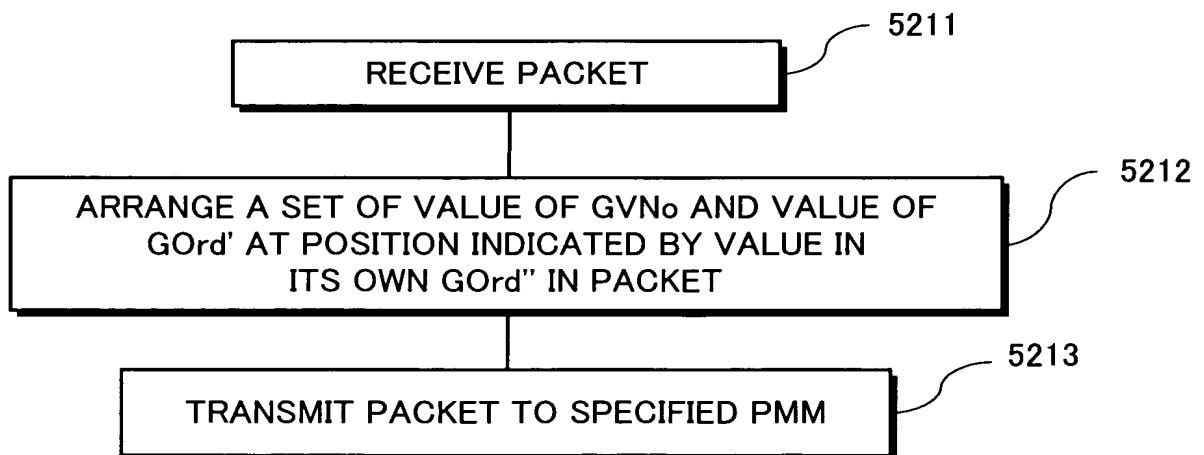 5211
RECEIVE PACKET
5212
ARRANGE A SET OF VALUE OF GVNo AND VALUE OF
GOrd' AT POSITION INDICATED BY VALUE IN
ITS OWN GOrd'' IN PACKET
5213
TRANSMIT PACKET TO SPECIFIED PMM